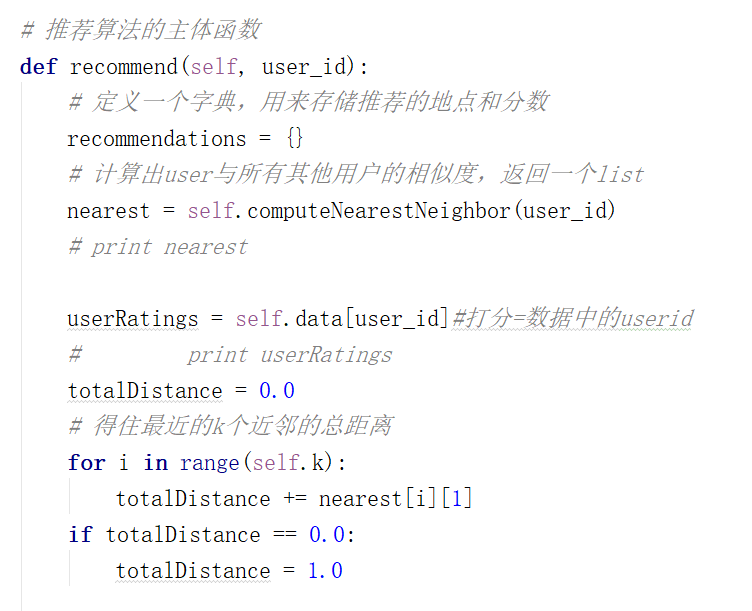 # 推荐算法的主体函数
def recommend(self, user_id):
# 定义一个字典，用来存储推荐的地点和分数
recommendations = {}
# 计算出user与所有其他用户的相似度，返回一个list
nearest = self.computeNearestNeighbor(user_id)
# print nearest
userRatings = self.data[user_id]#打分=数据中的userid
#        print userRatings
totalDistance = 0.0
# 得住最近的k个近邻的总距离
for i in range(self.k):
totalDistance += nearest[i][1]
if totalDistance == 0.0:
totalDistance = 1.0